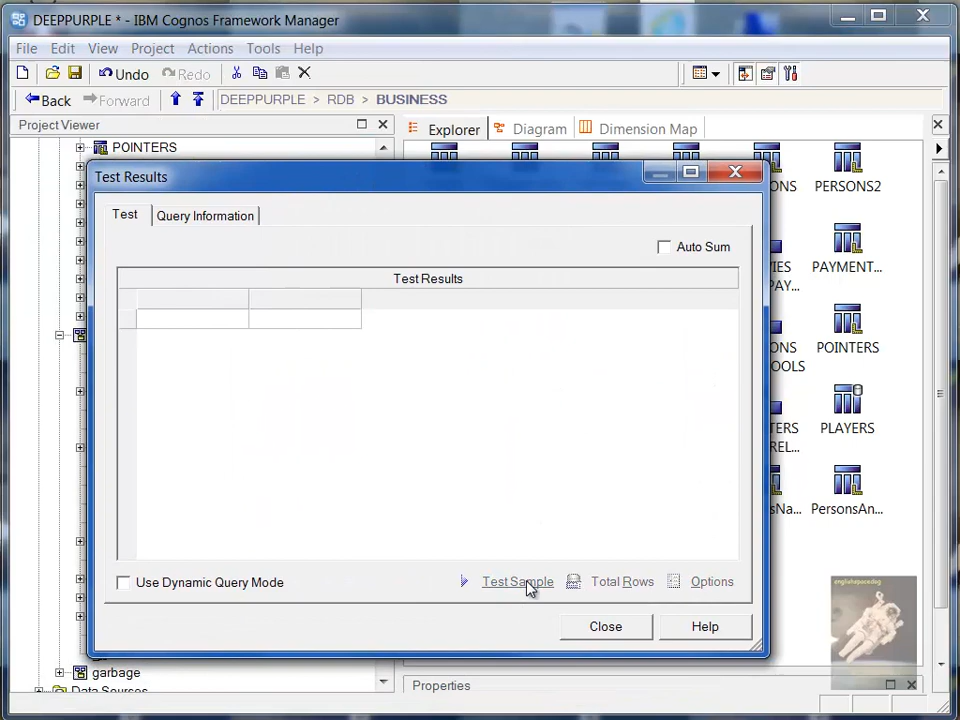 DEEPPURPLE * - IBM Cognos Framework Manager
File Edit View Project Actions Tools Help
Undo Redo
Back Forward DEEPPURPLE > RDB > BUSINESS
Project Viewer
Explorer Diagram Dimension Map
POINTERS
PERSONS2
Test Results
Test Query Information
Auto Sum
Test Results
PAYMENT...
POINTERS
PLAYERS
PersonsAn...
Use Dynamic Query Mode Test Sample Total Rows Options
englishspacedog
Close Help
garbage
Data Sources
Properties